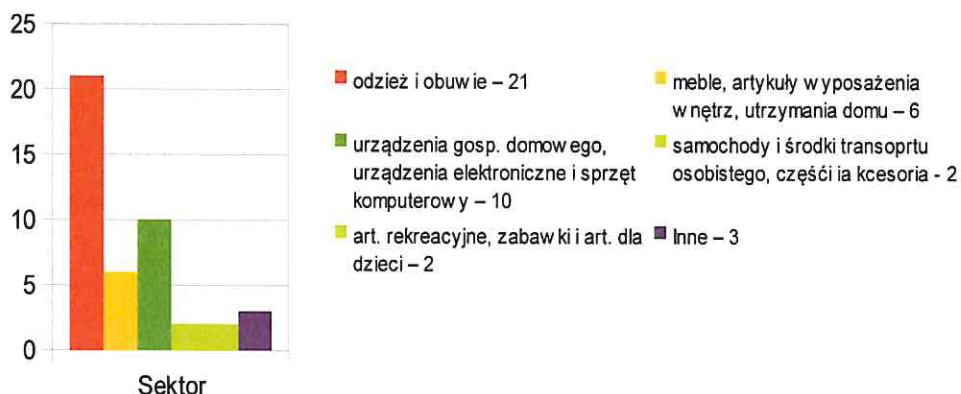 25
20
15
10
5
0
Sektor
odzież i obuwie – 21
meble, artykuły wyposażenia
wnętrz, utrzymania domu – 6
urządzenia gosp. domowego,
urządzenia elektroniczne i sprzęt
komputerowy – 10
samochody i środki transoprtu
osobistego, częśći ia kcesoria - 2
art. rekreacyjne, zabawki i art. dla
dzieci – 2
Inne – 3